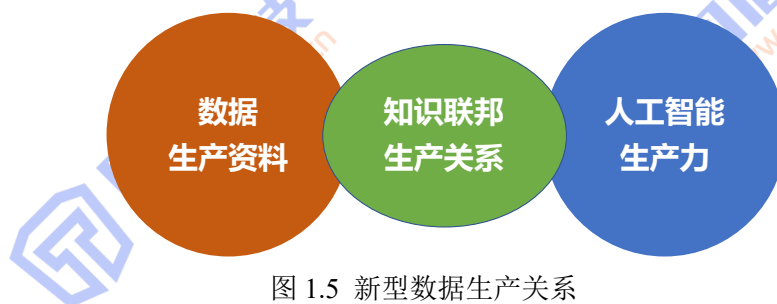 数据
生产资料
知识联邦
生产关系
人工智能
生产力
图 1.5 新型数据生产关系